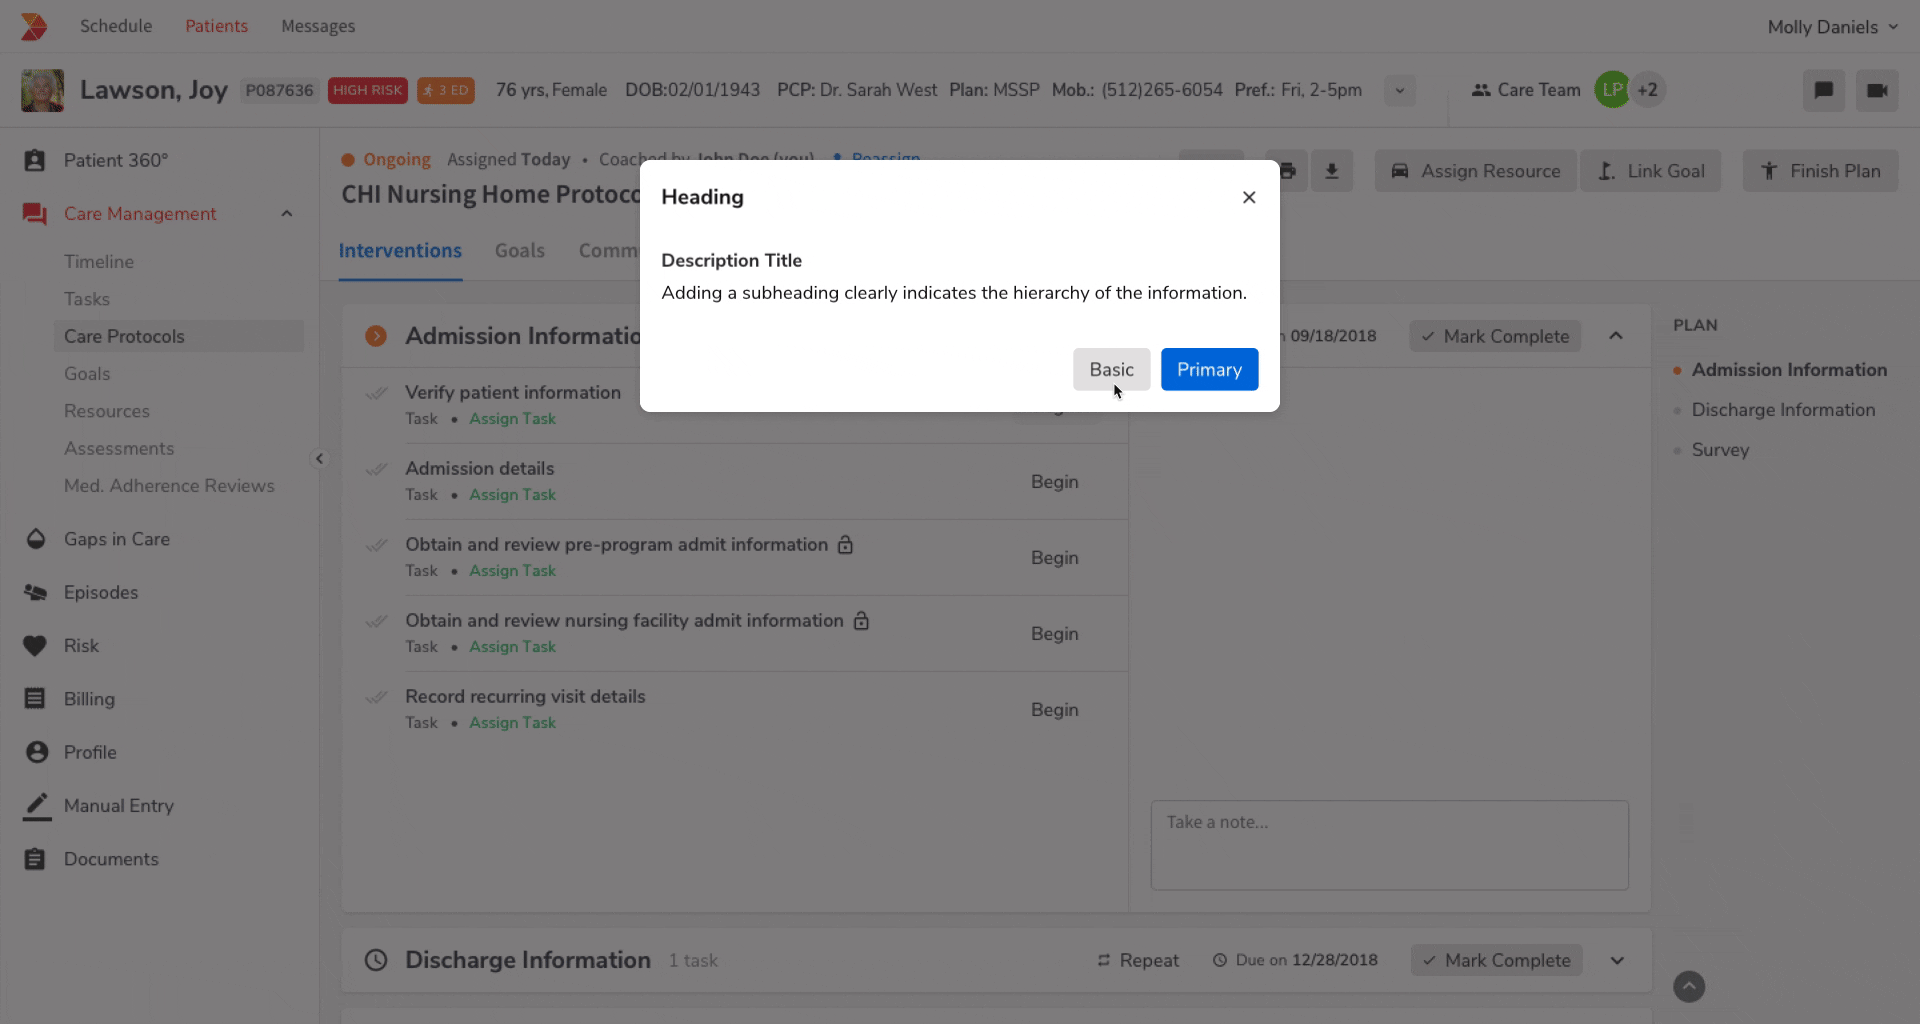 Schedule Patients Messages Molly Daniels
Lawson, Joy P087636 HIGH RISK 3 ED 76 yrs, Female DOB:02/01/1943 PCP: Dr. Sarah West Plan: MSSP Mob.: (512)265-6054 Pref.: Fri, 2-5pm Care Team LP +2
Patient 360°
Care Management
Timeline
Tasks
Care Protocols
Goals
Resources
Assessments
Med. Adherence Reviews
Gaps in Care
Episodes
Risk
Billing
Profile
Manual Entry
Documents
Ongoing Assigned Today • Coached by John Doe (you) Reassign
CHI Nursing Home
Assign Resource Link Goal Finish Plan
Interventions Goals
Heading
Description Title
Adding a subheading clearly indicates the hierarchy of the information.
Basic Primary
Admission 09/18/2018 Mark Complete
Verify patient information
Task • Assign Task
Admission details
Task • Assign Task
Begin
Obtain and review pre-program admit information
Task • Assign Task
Begin
Obtain and review nursing facility admit information
Task • Assign Task
Begin
Record recurring visit details
Task • Assign Task
Begin
Take a note...
Discharge Information 1 task Repeat Due on 12/28/2018 Mark Complete
PLAN
Admission Information
Discharge Information
Survey